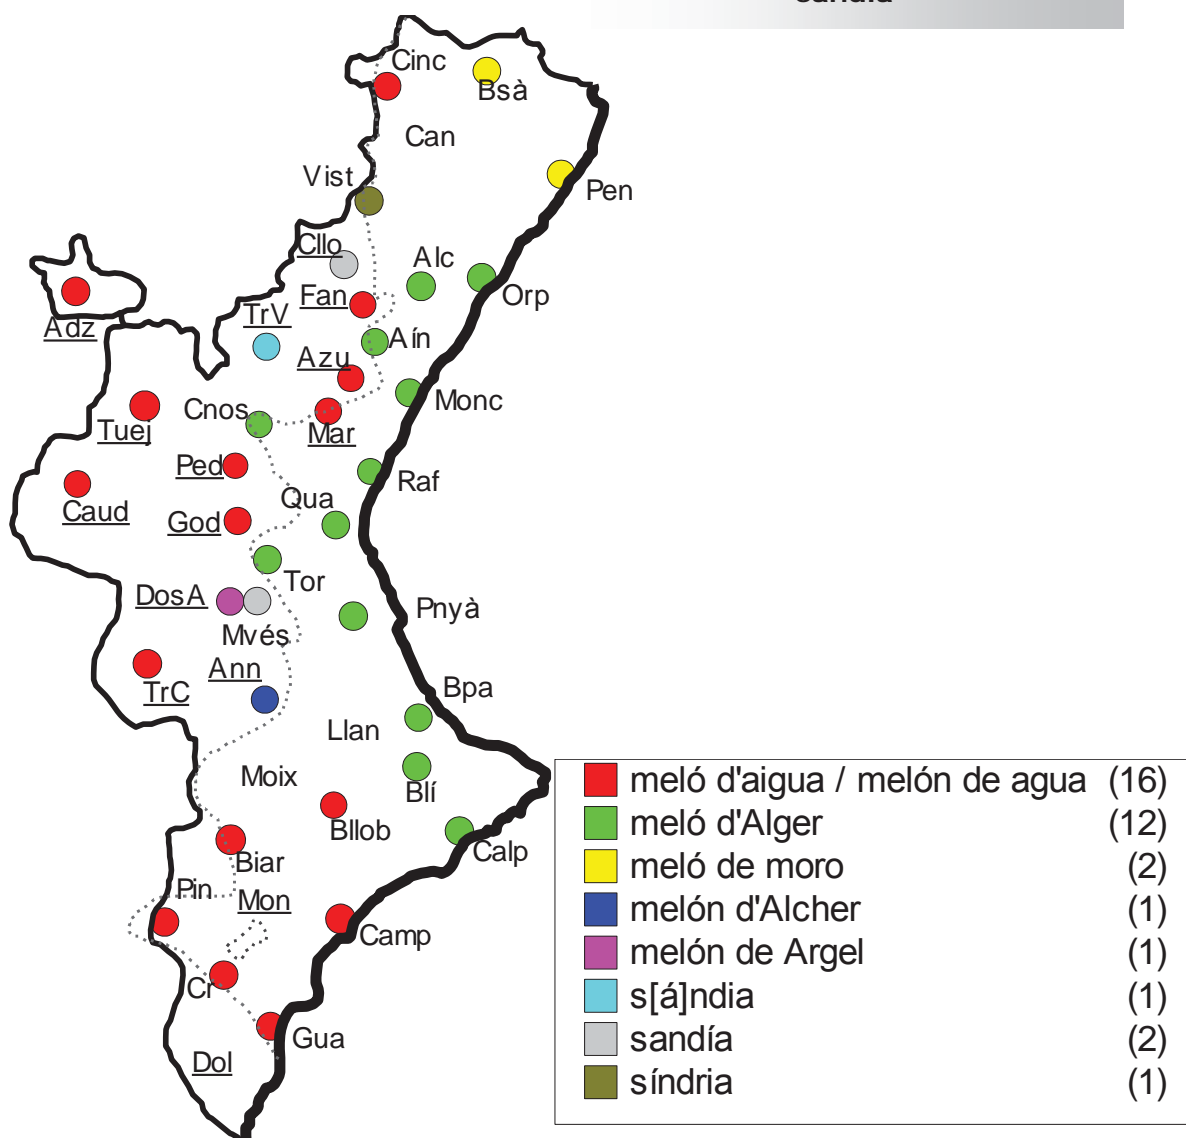 sandía
Cinc
Bsà
Can
Vist
Pen
Cllo
Alc
Fan
Orp
Adz
TrV
Aín
Azu
Monc
Cnos
Tuej
Mar
Ped
Raf
Caud
Qua
God
Tor
DosA
Pnyà
Mvés
Ann
TrC
Bpa
Llan
Moix
Blí
Bllob
Calp
Biar
Pin
Mon
Camp
Cr
Gua
Dol
meló d'aigua / melón de agua (16)
meló d'Alger (12)
meló de moro (2)
melón d'Alcher (1)
melón de Argel (1)
s[á]ndia (1)
sandía (2)
síndria (1)